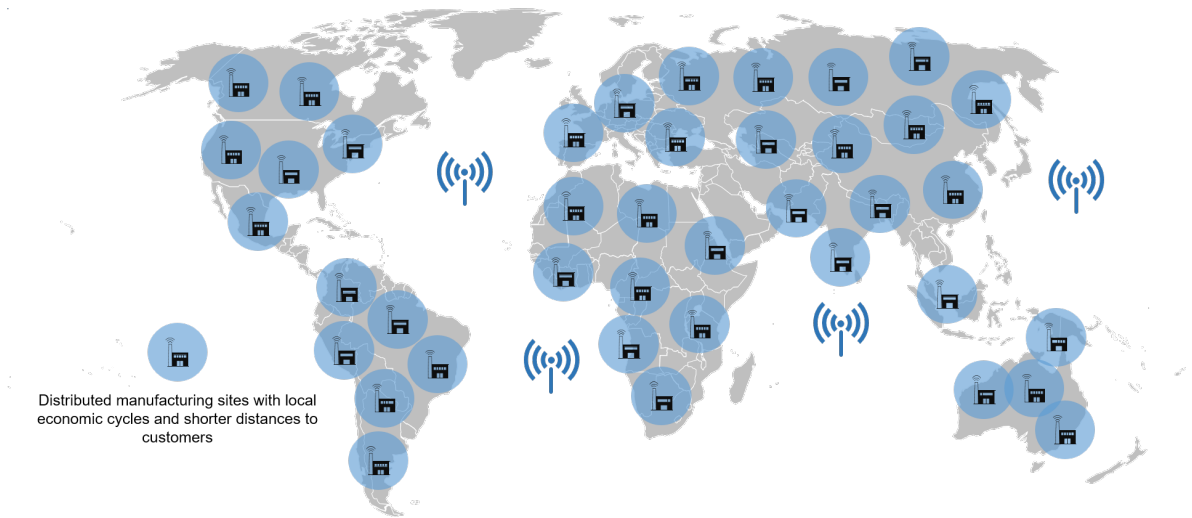 Distributed manufacturing sites with local
economic cycles and shorter distances to
customers